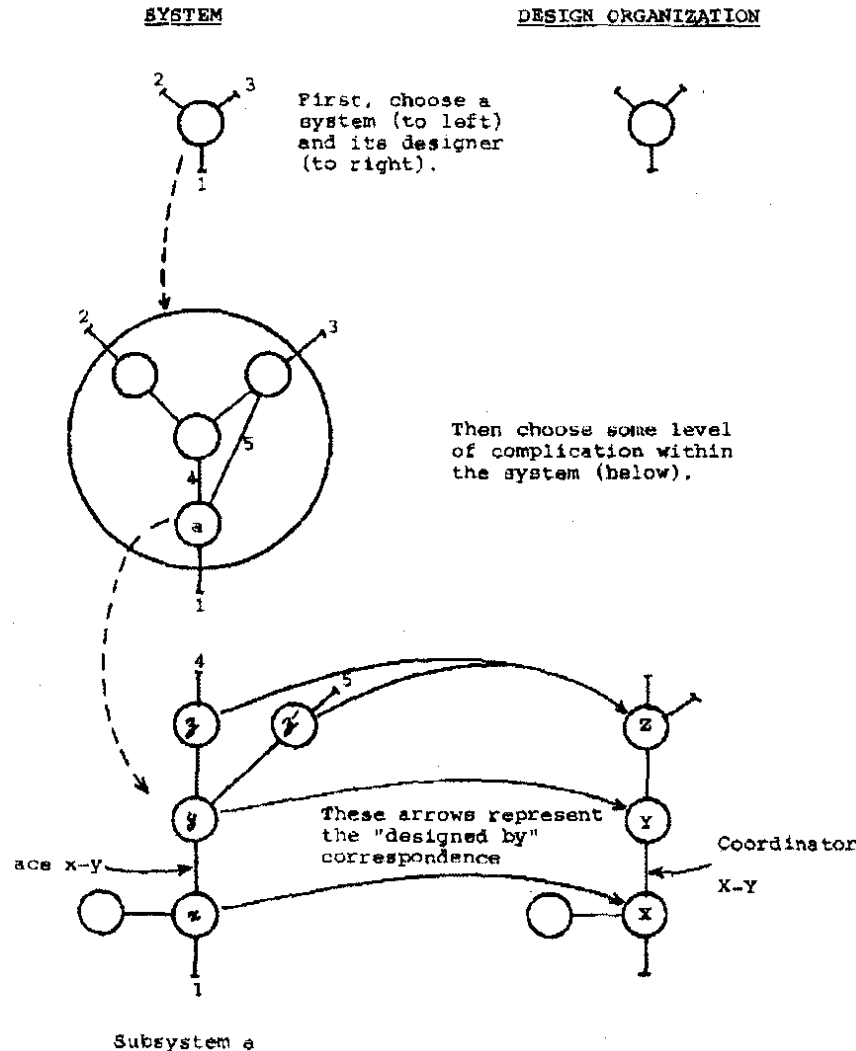 SYSTEM
DESIGN ORGANIZATION
2
3
First, choose a
system (to left)
and its designer
(to right).
1
2
3
Then choose some level
of complication within
the system (below).
5
4
a
1
4
5
z
z'
Z
y
These arrows represent
the "designed by"
correspondence
Y
ace x-y
Coordinator
X-Y
x
X
1
Subsystem a